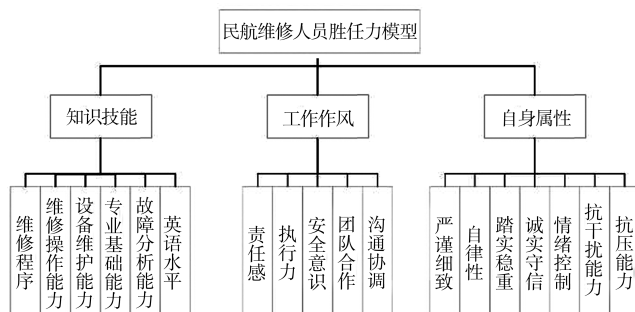 民航维修人员胜任力模型
知识技能
工作作风
自身属性
维修程序
维修操作能力
设备维护能力
专业基础能力
故障分析能力
英语水平
责任感
执行力
安全意识
团队合作
沟通协调
严谨细致
自律性
踏实稳重
诚实守信
情绪控制
抗干扰能力
抗压能力